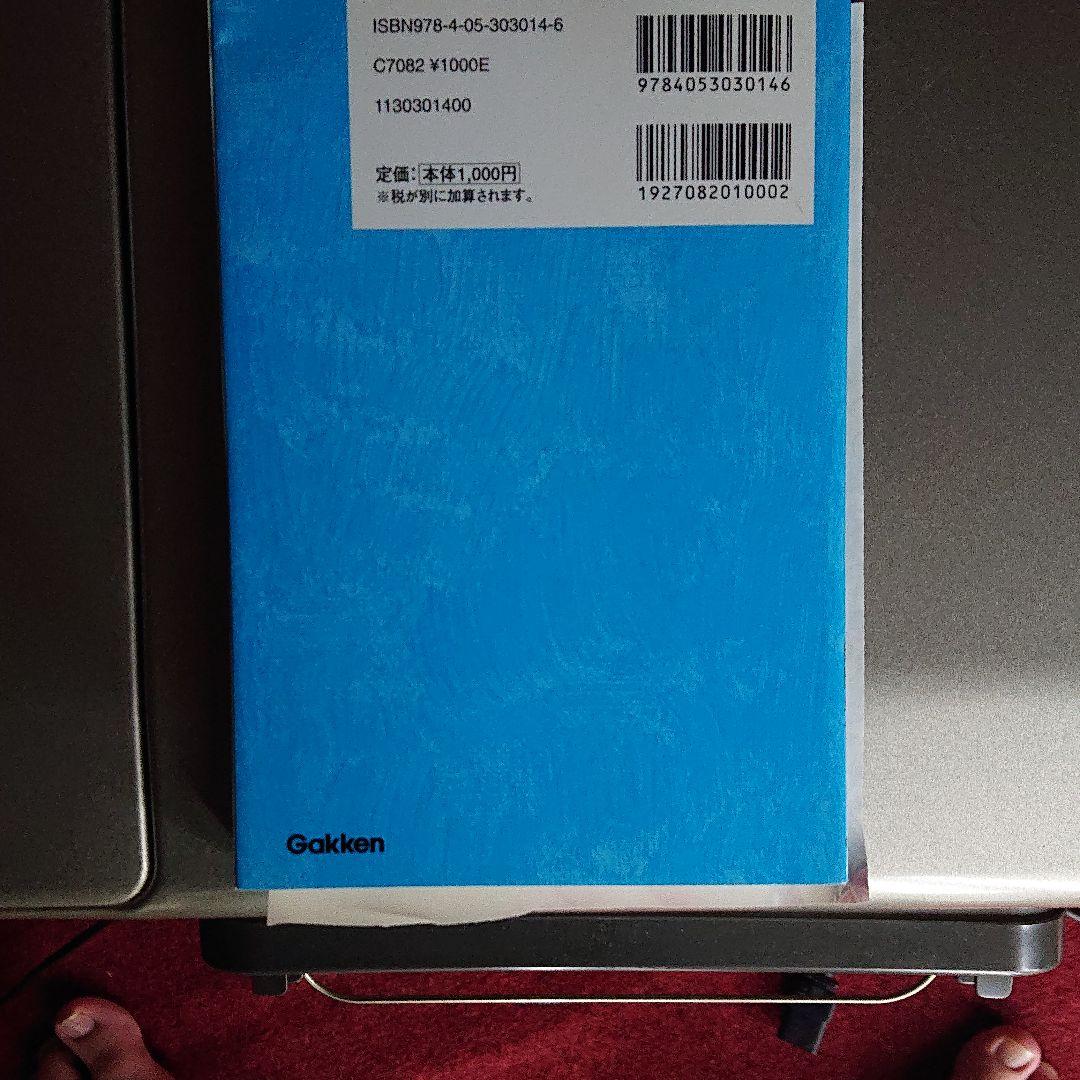 ISBN978-4-05-303014-6
C7082 ¥1000E
1130301400
定価：本体1,000円
※税が別に加算されます。
9784053030146
1927082010002
Gakken